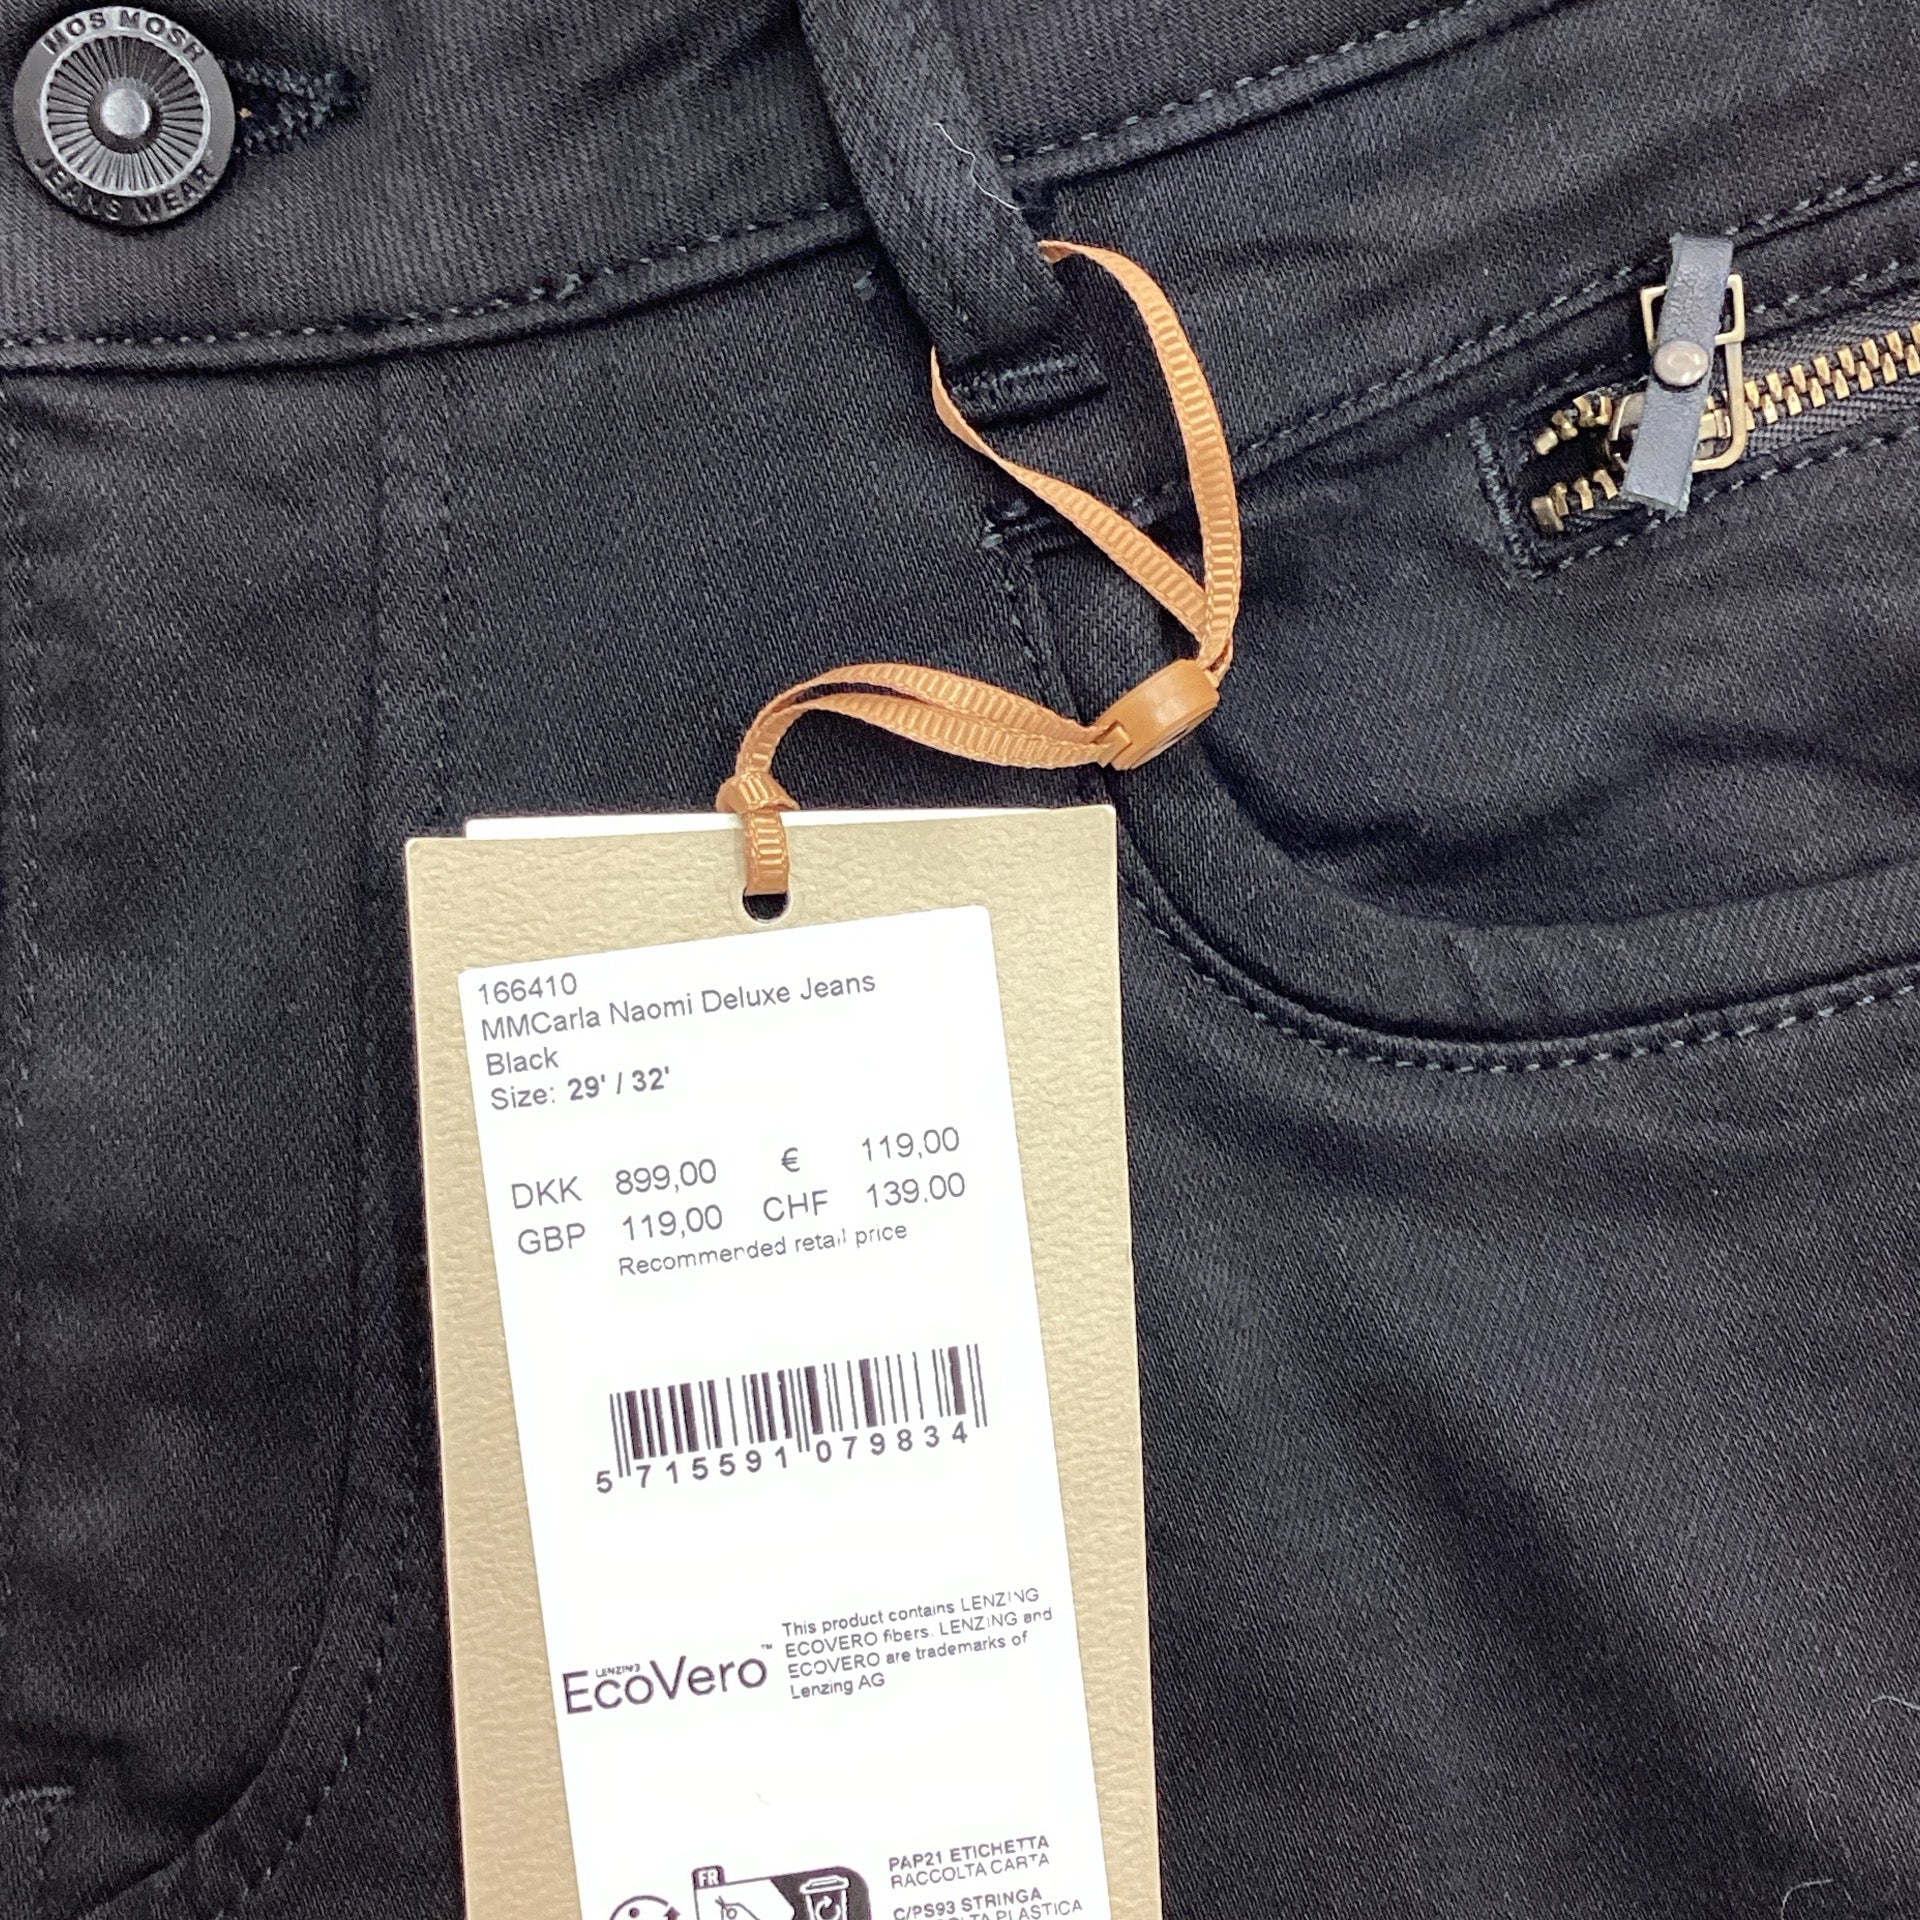 MOS MOSH
JEANS WEAR
166410
MMCarla Naomi Deluxe Jeans
Black
Size: 29' / 32'
DKK 899,00 € 119,00
GBP 119,00 CHF 139,00
Recommended retail price
5 715591 079834
LENZING
EcoVero™
This product contains LENZING
ECOVERO fibers. LENZING and
ECOVERO are trademarks of
Lenzing AG
FR
PAP21 ETICHETTA
RACCOLTA CARTA
C/PS93 STRINGA
PLASTICA